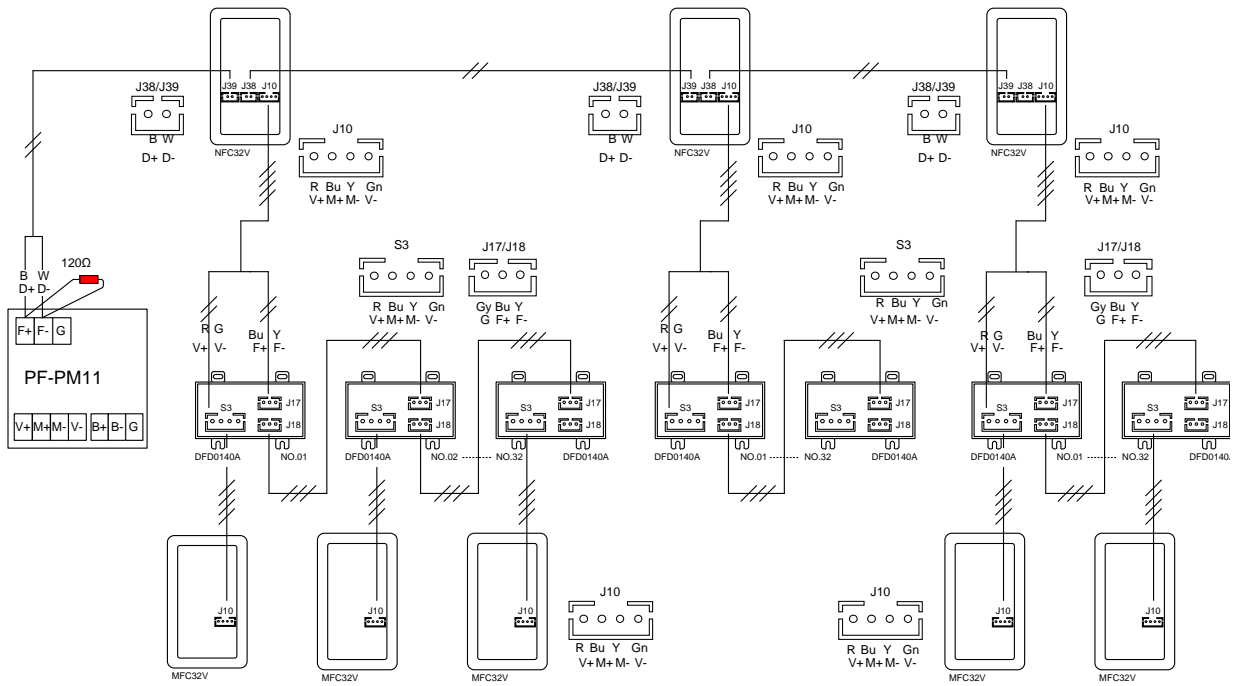 J39 J38 J10
J39 J38 J10
J39 J38 J10
J38/J39
B W
D+ D-
NFC32V
J10
R Bu Y Gn
V+ M+ M- V-
J38/J39
B W
D+ D-
NFC32V
J10
R Bu Y Gn
V+ M+ M- V-
J38/J39
B W
D+ D-
NFC32V
J10
R Bu Y Gn
V+ M+ M- V-
B W
D+ D-
120Ω
F+ F- G
PF-PM11
V+ M+ M- V- B+ B- G
S3
R Bu Y Gn
V+ M+ M- V-
J17/J18
Gy Bu Y
G F+ F-
S3
R Bu Y Gn
V+ M+ M- V-
J17/J18
Gy Bu Y
G F+ F-
R G
V+ V-
Bu Y
F+ F-
R G
V+ V-
Bu Y
F+ F-
R G
V+ V-
Bu Y
F+ F-
S3 J17
J18
DFD0140A NO.01
S3 J17
J18
DFD0140A NO.02
S3 J17
J18
NO.32 DFD0140A
S3 J17
J18
DFD0140A NO.01
S3 J17
J18
NO.32 DFD0140A
S3 J17
J18
DFD0140A NO.01
S3 J17
J18
NO.32 DFD0140
J10
MFC32V
J10
MFC32V
J10
MFC32V
J10
R Bu Y Gn
V+ M+ M- V-
J10
R Bu Y Gn
V+ M+ M- V-
J10
MFC32V
J10
MFC32V